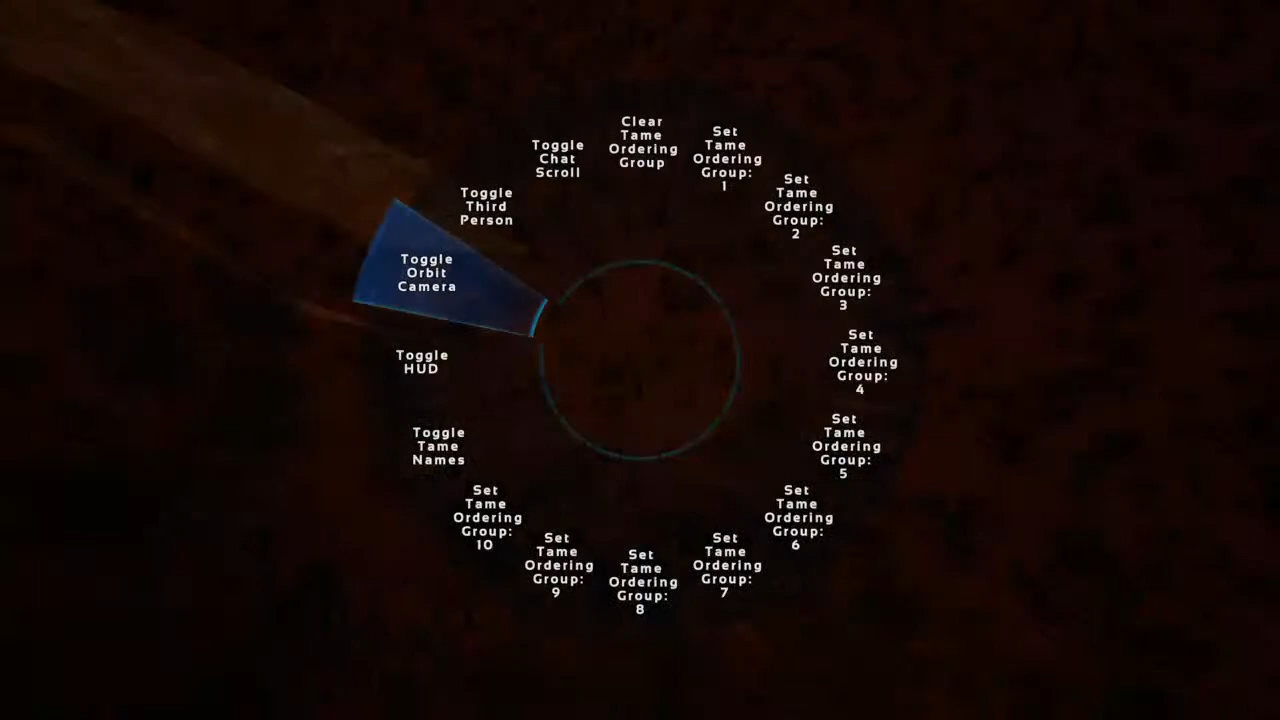 Clear
Tame
Ordering
Group
Set
Tame
Ordering
Group:
1
Set
Tame
Ordering
Group:
2
Set
Tame
Ordering
Group:
3
Set
Tame
Ordering
Group:
4
Set
Tame
Ordering
Group:
5
Set
Tame
Ordering
Group:
6
Set
Tame
Ordering
Group:
7
Set
Tame
Ordering
Group:
8
Set
Tame
Ordering
Group:
9
Set
Tame
Ordering
Group:
10
Toggle
Tame
Names
Toggle
HUD
Toggle
Orbit
Camera
Toggle
Third
Person
Toggle
Chat
Scroll